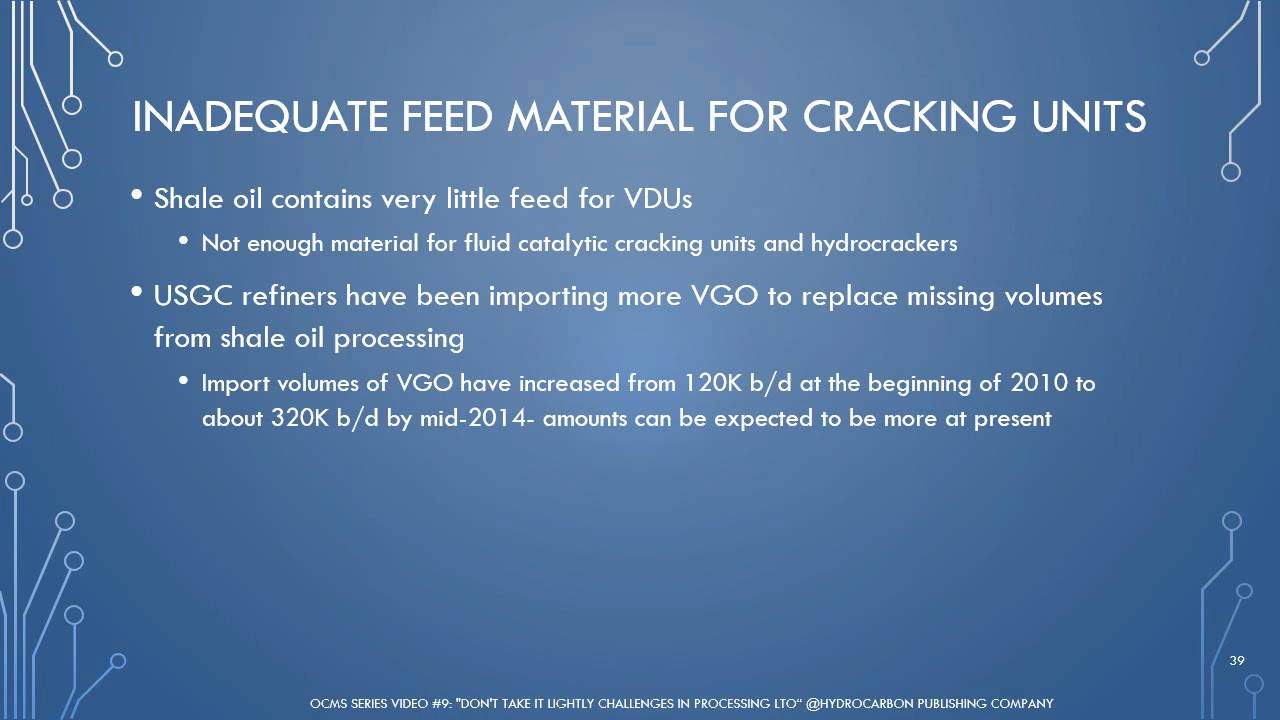 INADEQUATE FEED MATERIAL FOR CRACKING UNITS
• Shale oil contains very little feed for VDUs
• Not enough material for fluid catalytic cracking units and hydrocrackers
• USGC refiners have been importing more VGO to replace missing volumes
from shale oil processing
• Import volumes of VGO have increased from 120K b/d at the beginning of 2010 to
about 320K b/d by mid-2014- amounts can be expected to be more at present
39
OCMS SERIES VIDEO #9: "DON'T TAKE IT LIGHTLY CHALLENGES IN PROCESSING LTO“ @HYDROCARBON PUBLISHING COMPANY